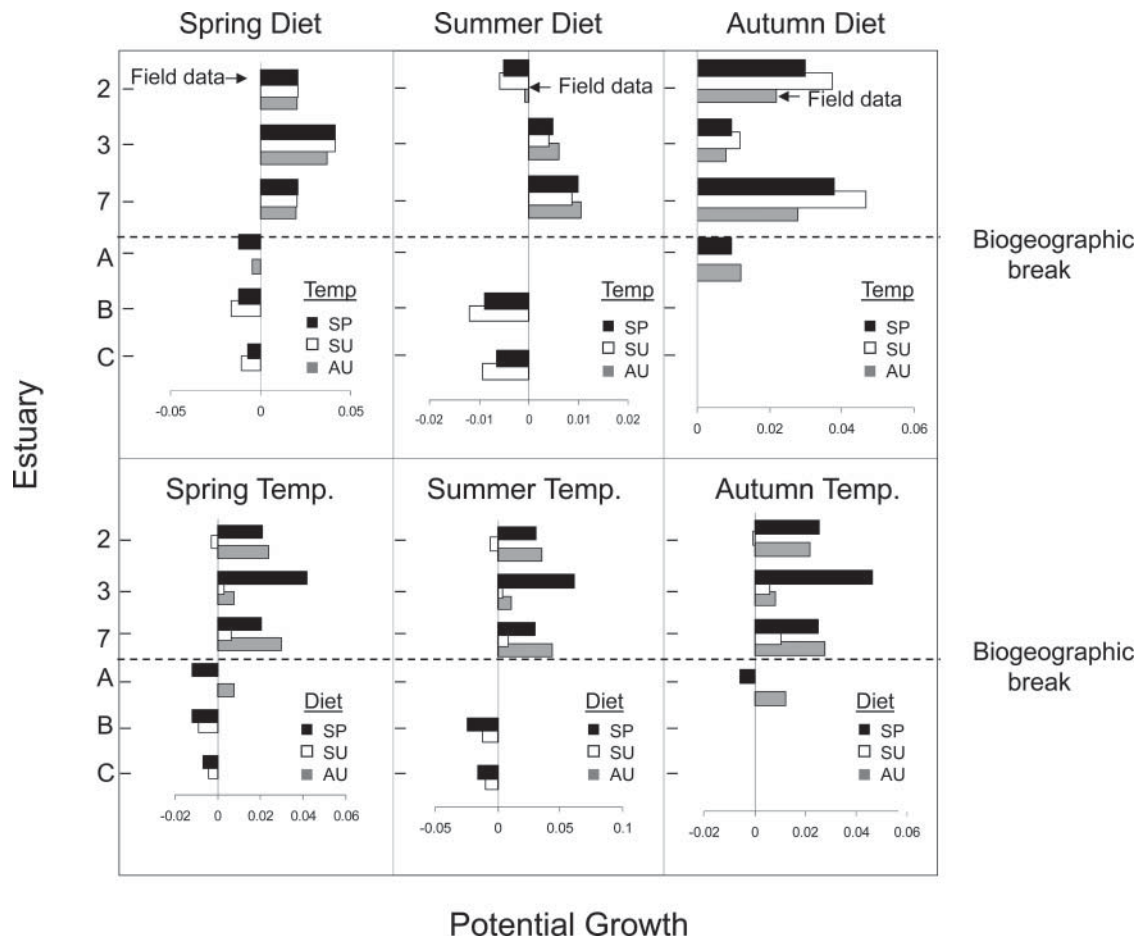 Spring Diet
Summer Diet
Autumn Diet
Field data
Field data
Field data
2
3
7
A
B
C
Biogeographic
break
Temp
SP
SU
AU
Temp
SP
SU
AU
Temp
SP
SU
AU
-0.05 0 0.05
-0.02 -0.01 0 0.01 0.02
0 0.02 0.04 0.06
Estuary
Spring Temp.
Summer Temp.
Autumn Temp.
2
3
7
A
B
C
Biogeographic
break
Diet
SP
SU
AU
Diet
SP
SU
AU
Diet
SP
SU
AU
-0.02 0 0.02 0.04 0.06
-0.05 0 0.05 0.1
-0.02 0 0.02 0.04 0.06
Potential Growth